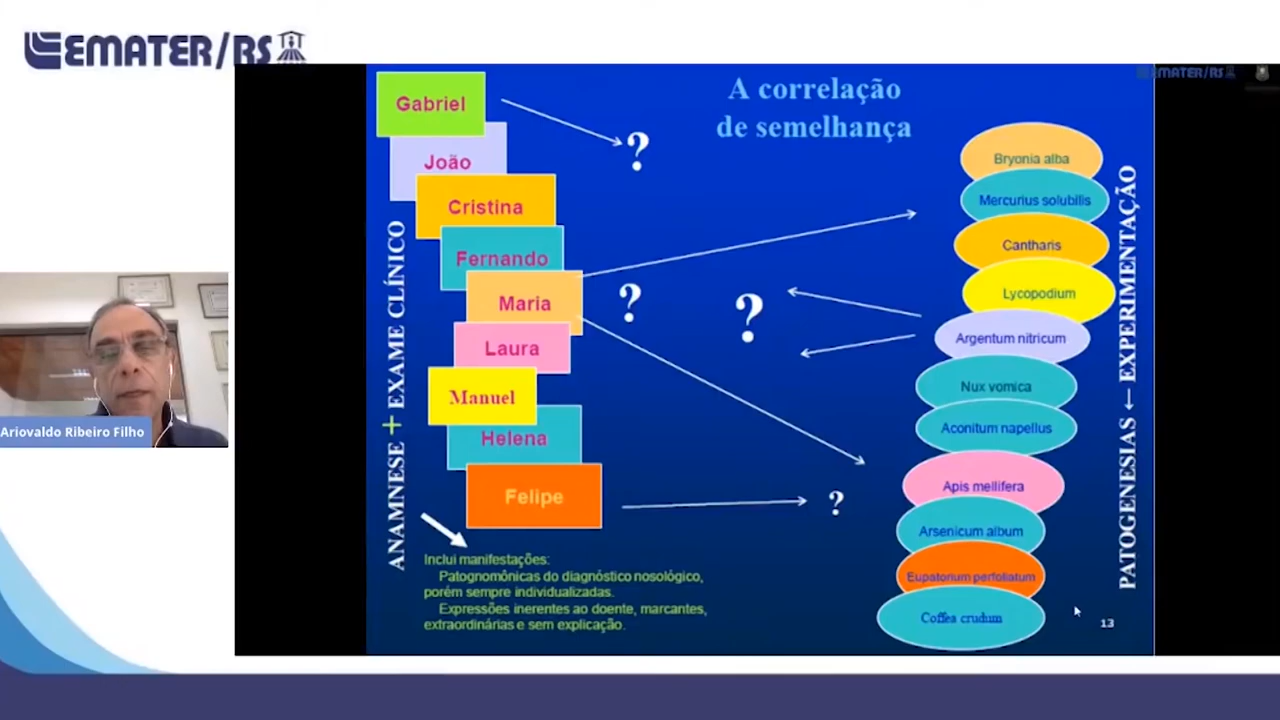 EMATER/RS
EMATER/RS
A correlação
de semelhança
Gabriel
João
Cristina
Fernando
Maria
Laura
Manuel
Helena
Felipe
?
?
?
?
ANAMNESE + EXAME CLÍNICO
Bryonia alba
Mercurius solubilis
Cantharis
Lycopodium
Argentum nitricum
Nux vomica
Aconitum napellus
Apis mellifera
Arsenicum album
Eupatorium perfoliatum
Coffea crudum
PATOGENESIAS ← EXPERIMENTAÇÃO
Inclui manifestações:
Patognomônicas do diagnóstico nosológico,
porém sempre individualizadas.
Expressões inerentes ao doente, marcantes,
extraordinárias e sem explicação.
13
Ariovaldo Ribeiro Filho